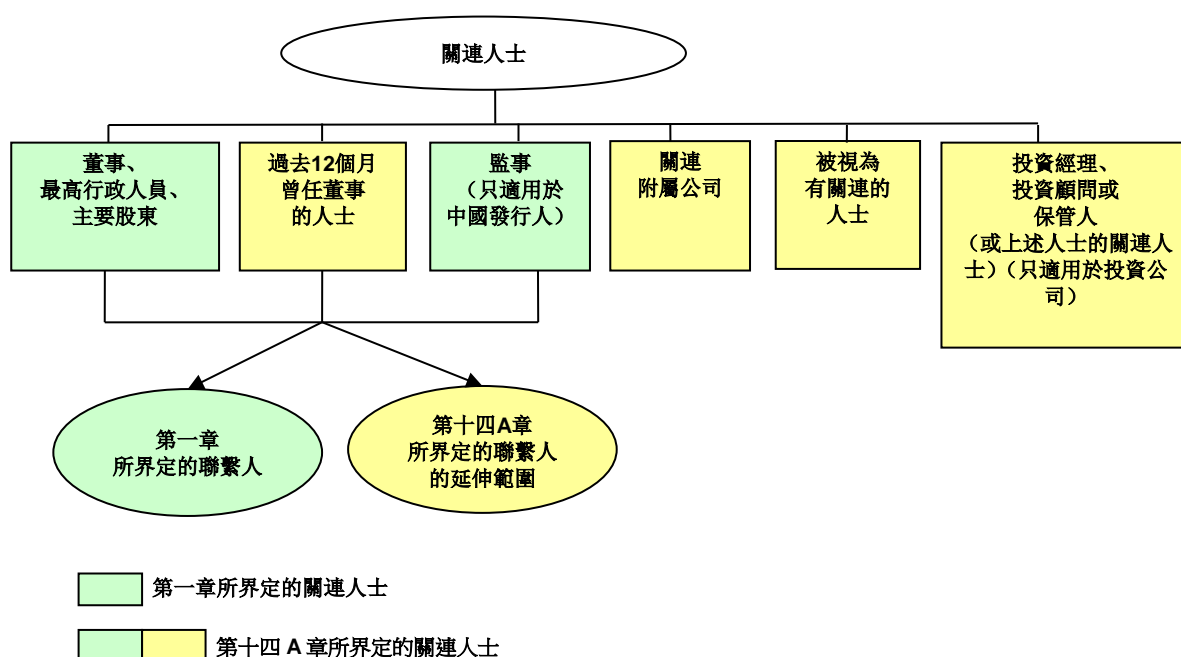 關連人士
董事、
最高行政人員、
主要股東
過去12個月
曾任董事
的人士
監事
（只適用於
中國發行人）
關連
附屬公司
被視為
有關連的
人士
投資經理、
投資顧問或
保管人
（或上述人士的關連人
士）（只適用於投資公
司）
第一章
所界定的聯繫人
第十四A章
所界定的聯繫人
的延伸範圍
第一章所界定的關連人士
第十四 A 章所界定的關連人士